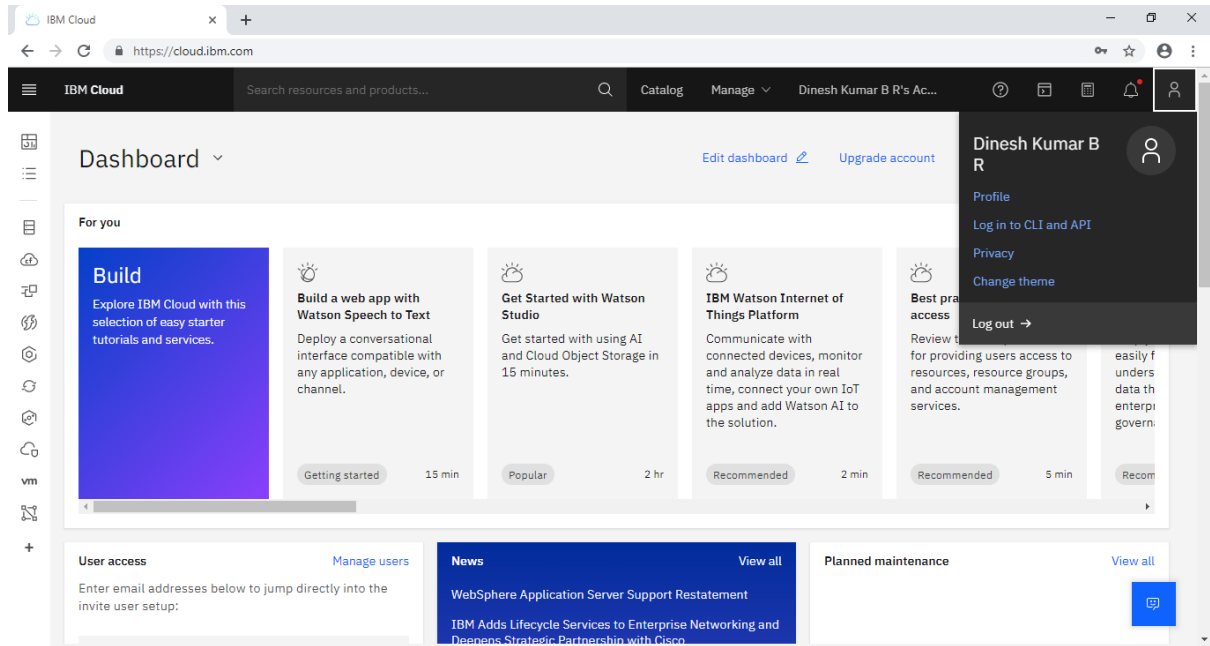 IBM Cloud
https://cloud.ibm.com
IBM Cloud
Search resources and products...
Catalog
Manage
Dinesh Kumar B R's Ac...
Dashboard
Edit dashboard
Upgrade account
Dinesh Kumar B
R
Profile
Log in to CLI and API
Privacy
Change theme
Log out →
For you
Build
Explore IBM Cloud with this
selection of easy starter
tutorials and services.
Build a web app with
Watson Speech to Text
Deploy a conversational
interface compatible with
any application, device, or
channel.
Getting started 15 min
Get Started with Watson
Studio
Get started with using AI
and Cloud Object Storage in
15 minutes.
Popular 2 hr
IBM Watson Internet of
Things Platform
Communicate with
connected devices, monitor
and analyze data in real
time, connect your own IoT
apps and add Watson AI to
the solution.
Recommended 2 min
Best pra
access
Review t
for providing users access to
resources, resource groups,
and account management
services.
Recommended 5 min
easily f
unders
data th
enterpr
govern
Recom
vm
User access
Manage users
Enter email addresses below to jump directly into the
invite user setup:
News
View all
WebSphere Application Server Support Restatement
IBM Adds Lifecycle Services to Enterprise Networking and
Deepens Strategic Partnership with Cisco
Planned maintenance
View all